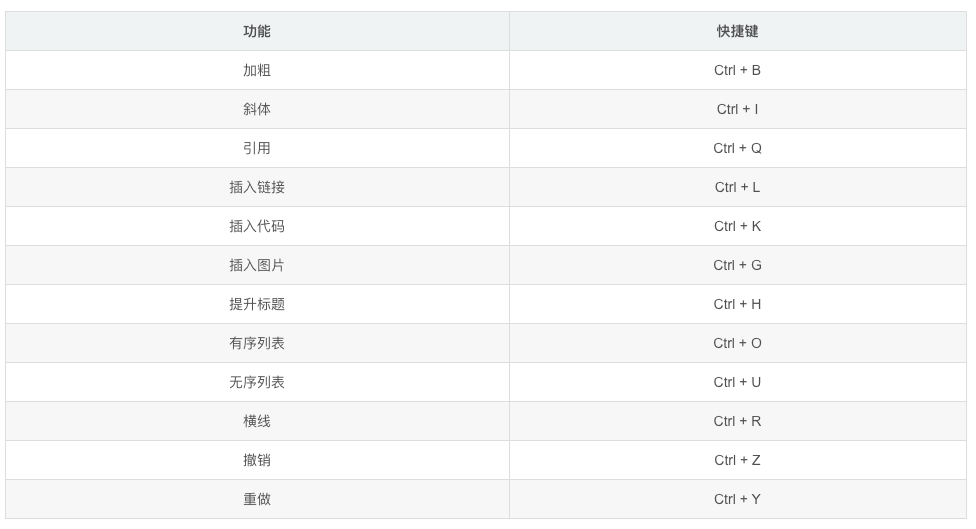 功能 快捷键
加粗 Ctrl + B
斜体 Ctrl + I
引用 Ctrl + Q
插入链接 Ctrl + L
插入代码 Ctrl + K
插入图片 Ctrl + G
提升标题 Ctrl + H
有序列表 Ctrl + O
无序列表 Ctrl + U
横线 Ctrl + R
撤销 Ctrl + Z
重做 Ctrl + Y